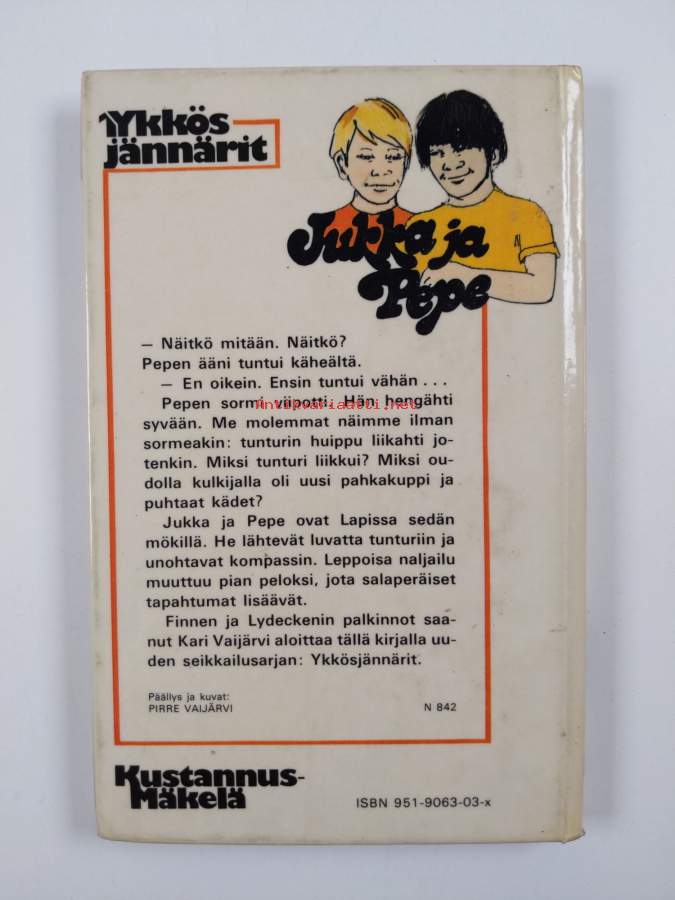 Ykkös
jännärit
Jukka ja
Pepe
— Näitkö mitään. Näitkö?
Pepen ääni tuntui käheältä.
— En oikein. Ensin tuntui vähän . . .
Pepen sormi väpotti. Hän hengähti
Antikvariaatti.net
syvään. Me molemmat näimme ilman
sormeakin: tunturin huippu liikahti jo-
tenkin. Miksi tunturi liikkui? Miksi ou-
dolla kulkijalla oli uusi pahkakuppi ja
puhtaat kädet?
Jukka ja Pepe ovat Lapissa sedän
mökillä. He lähtevät luvatta tunturiin ja
unohtavat kompassin. Leppoisa naljailu
muuttuu pian peloksi, jota salaperäiset
tapahtumat lisäävät.
Finnen ja Lydeckenin palkinnot saa-
nut Kari Vaijärvi aloittaa tällä kirjalla uu-
den seikkailusarjan: Ykkösjännärit.
Päällys ja kuvat:
PIRRE VAIJÄRVI N 842
Kustannus-
Mäkelä
ISBN 951-9063-03-x